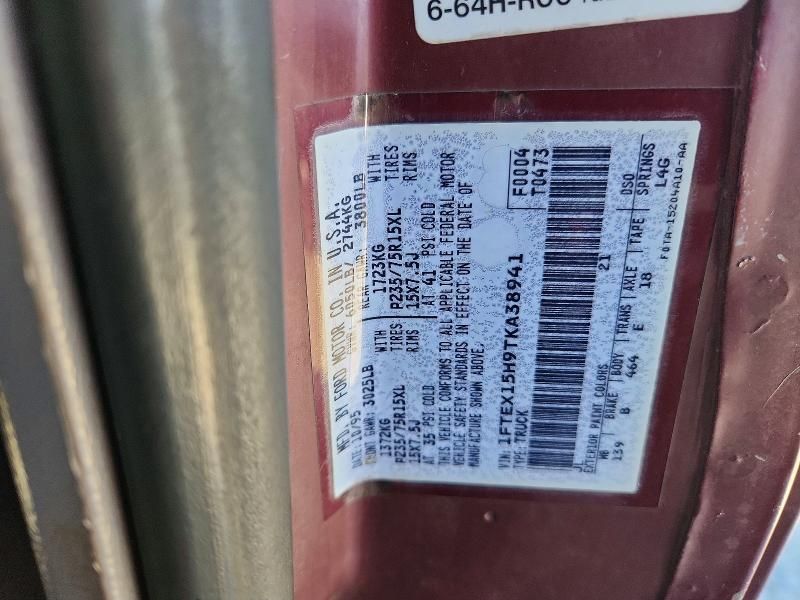 6-64H-R00
MFD. BY FORD MOTOR CO. IN U.S.A.
DATE: 10/95 GVWR: 6050LB/ 2744KG
FRONT GAWR: 3025LB REAR GAWR: 3800LB
1372KG WITH 1723KG WITH
P235/75R15XL TIRES P235/75R15XL TIRES
15X7.5J RIMS 15X7.5J RIMS
AT 35 PSI COLD AT 41 PSI COLD
THIS VEHICLE CONFORMS TO ALL APPLICABLE FEDERAL MOTOR
VEHICLE SAFETY STANDARDS IN EFFECT ON THE DATE OF
MANUFACTURE SHOWN ABOVE.
VIN: 1FTEX15H9TKA38941 F0004
TYPE: TRUCK T0473
JL 21
EXTERIOR PAINT COLORS DSO
WB BRAKE BODY TRANS AXLE TAPE SPRINGS
139 B 464 E 18 L4G
F0TA-15204A10-AA